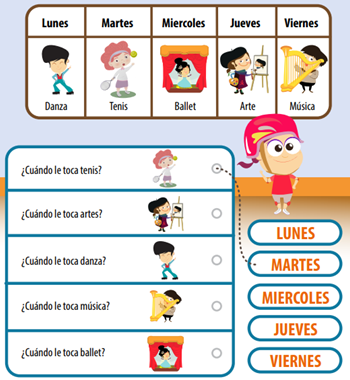 Lunes Martes Miercoles Jueves Viernes
Danza Tenis Ballet Arte Música
¿Cuándo le toca tenis?
¿Cuándo le toca artes?
¿Cuándo le toca danza?
¿Cuándo le toca música?
¿Cuándo le toca ballet?
LUNES
MARTES
MIERCOLES
JUEVES
VIERNES